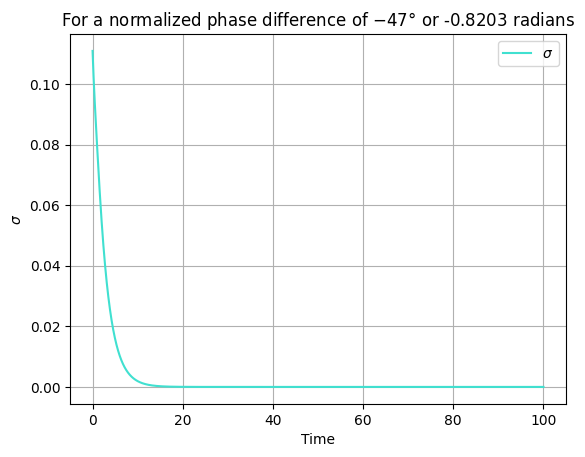 For a normalized phase difference of −47° or -0.8203 radians
σ
0.10
0.08
0.06
0.04
0.02
0.00
σ
0 20 40 60 80 100
Time